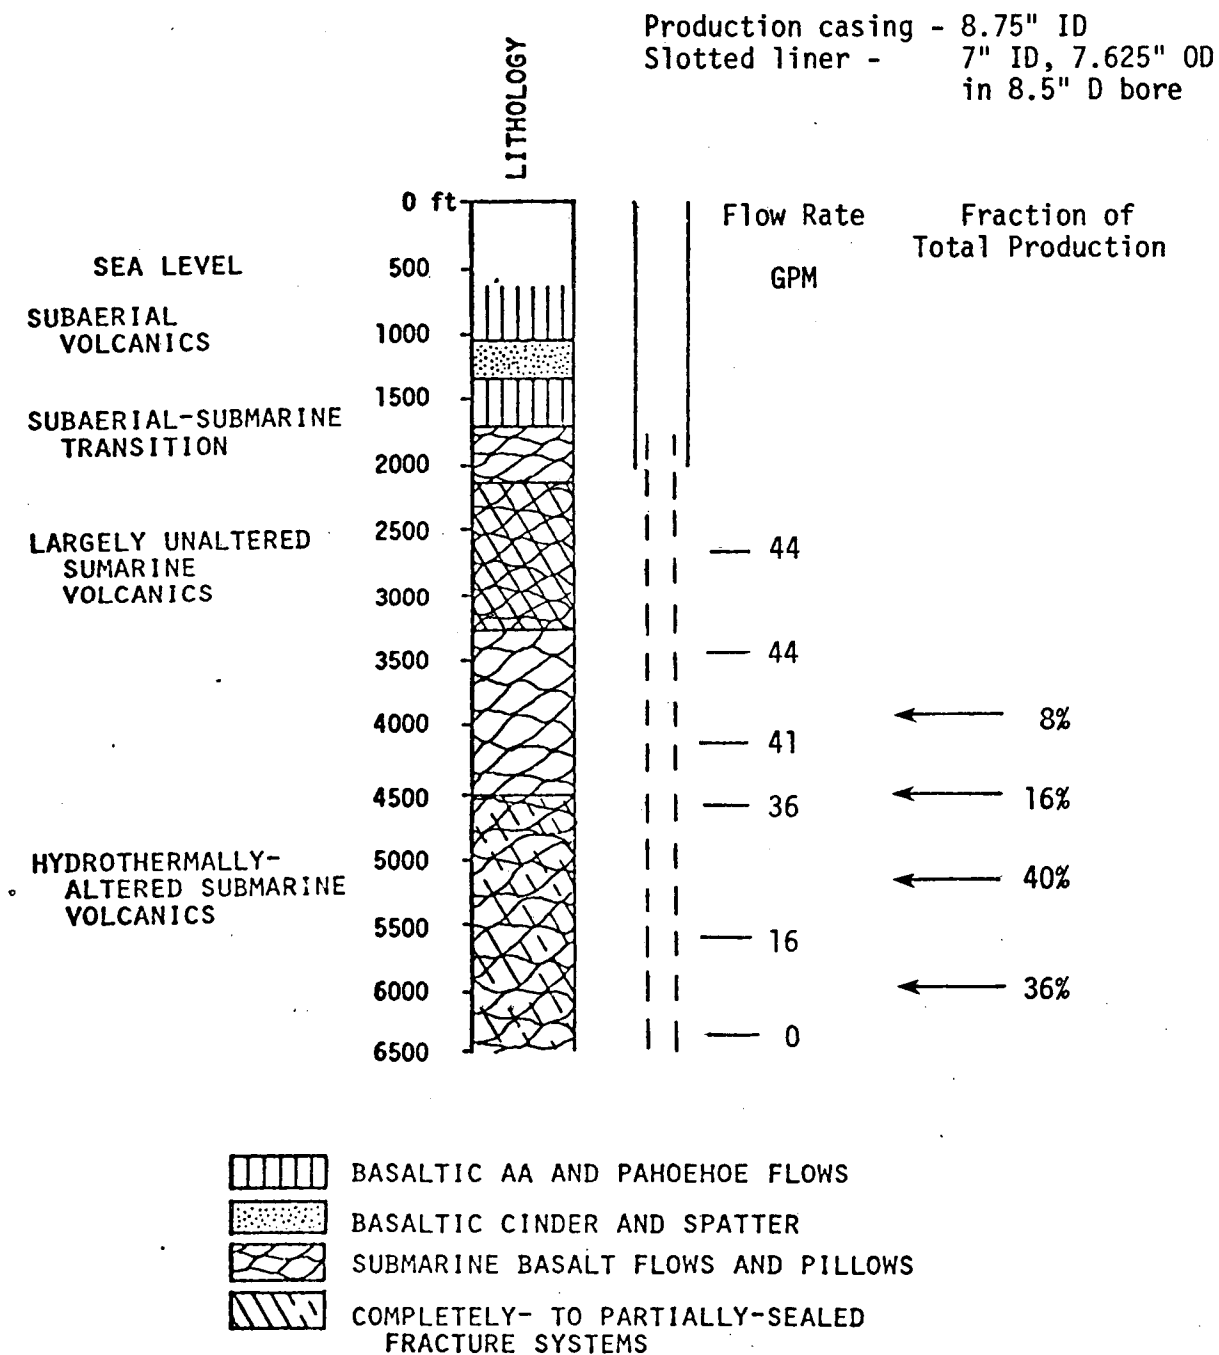 Production casing - 8.75" ID
Slotted liner - 7" ID, 7.625" OD
in 8.5" D bore
LITHOLOGY
0 ft
Flow Rate
GPM
Fraction of
Total Production
SEA LEVEL
500
SUBAERIAL
VOLCANICS
1000
1500
SUBAERIAL-SUBMARINE
TRANSITION
2000
2500
LARGELY UNALTERED
SUMARINE
VOLCANICS
44
3000
3500
44
4000
8%
41
4500
16%
36
5000
HYDROTHERMALLY-
ALTERED SUBMARINE
VOLCANICS
40%
5500
16
6000
36%
0
6500
BASALTIC AA AND PAHOEHOE FLOWS
BASALTIC CINDER AND SPATTER
SUBMARINE BASALT FLOWS AND PILLOWS
COMPLETELY- TO PARTIALLY-SEALED
FRACTURE SYSTEMS